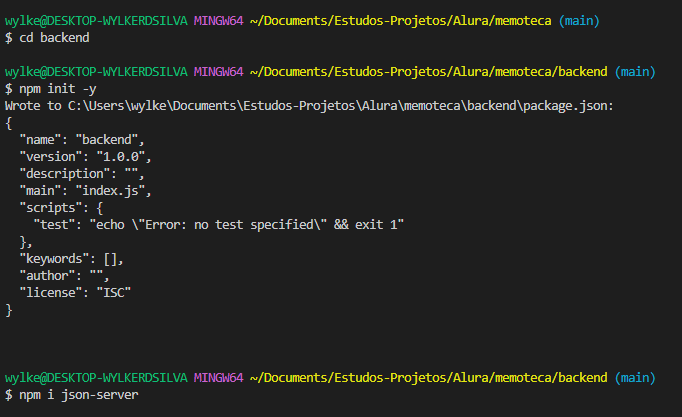 wylke@DESKTOP-WYLKERDSILVA MINGW64 ~/Documents/Estudos-Projetos/Alura/memoteca (main)
$ cd backend
wylke@DESKTOP-WYLKERDSILVA MINGW64 ~/Documents/Estudos-Projetos/Alura/memoteca/backend (main)
$ npm init -y
Wrote to C:\Users\wylke\Documents\Estudos-Projetos\Alura\memoteca\backend\package.json:
{
  "name": "backend",
  "version": "1.0.0",
  "description": "",
  "main": "index.js",
  "scripts": {
    "test": "echo \"Error: no test specified\" && exit 1"
  },
  "keywords": [],
  "author": "",
  "license": "ISC"
}
wylke@DESKTOP-WYLKERDSILVA MINGW64 ~/Documents/Estudos-Projetos/Alura/memoteca/backend (main)
$ npm i json-server